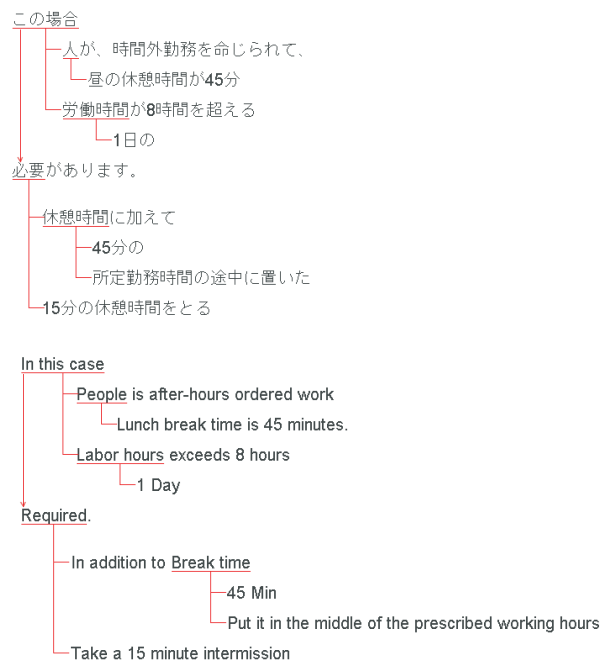 この場合
人が、時間外勤務を命じられて、
昼の休憩時間が45分
労働時間が8時間を超える
1日の
必要があります。
休憩時間に加えて
45分の
所定勤務時間の途中に置いた
15分の休憩時間をとる
In this case
People is after-hours ordered work
Lunch break time is 45 minutes.
Labor hours exceeds 8 hours
1 Day
Required.
In addition to Break time
45 Min
Put it in the middle of the prescribed working hours
Take a 15 minute intermission